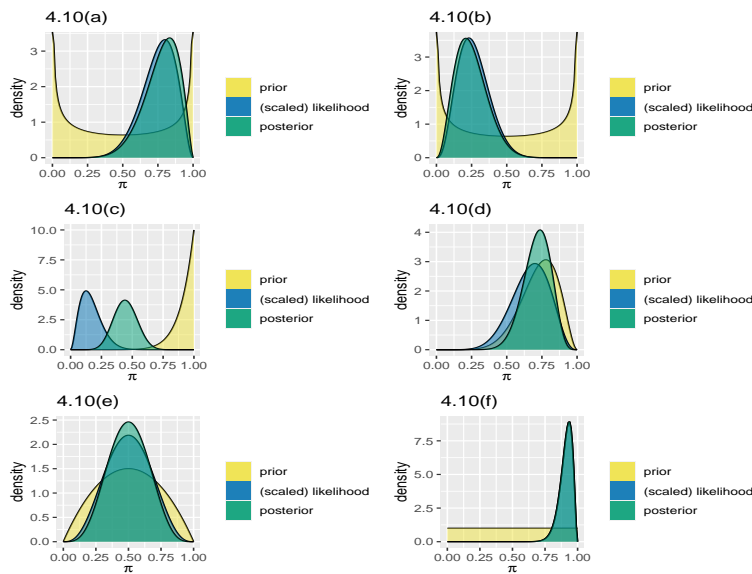 4.10(a)
density
3
2
1
0
0.00 0.25 0.50 0.75 1.00
π
prior
(scaled) likelihood
posterior
4.10(b)
density
3
2
1
0
0.00 0.25 0.50 0.75 1.00
π
prior
(scaled) likelihood
posterior
4.10(c)
density
10.0
7.5
5.0
2.5
0.0
0.00 0.25 0.50 0.75 1.00
π
prior
(scaled) likelihood
posterior
4.10(d)
density
4
3
2
1
0
0.00 0.25 0.50 0.75 1.00
π
prior
(scaled) likelihood
posterior
4.10(e)
density
2.5
2.0
1.5
1.0
0.5
0.0
0.00 0.25 0.50 0.75 1.00
π
prior
(scaled) likelihood
posterior
4.10(f)
density
7.5
5.0
2.5
0.0
0.00 0.25 0.50 0.75 1.00
π
prior
(scaled) likelihood
posterior